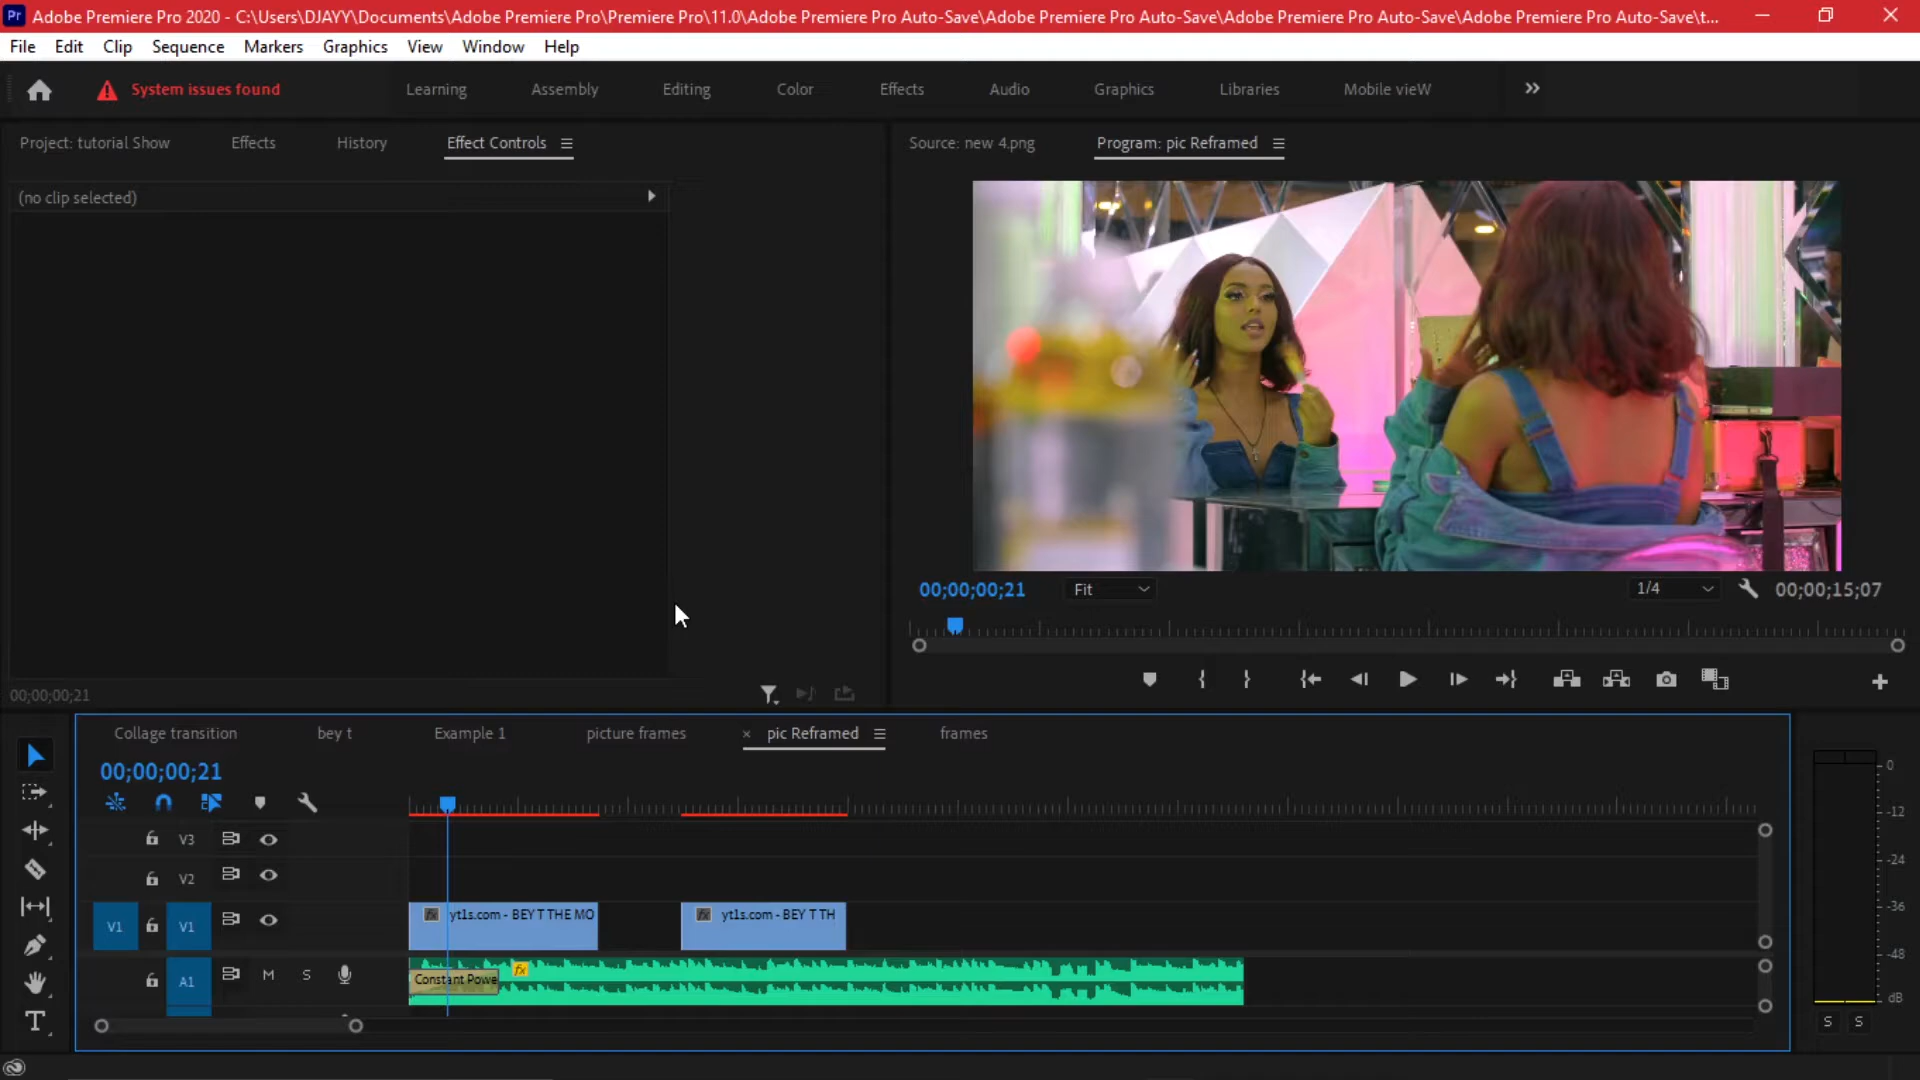 Pr Adobe Premiere Pro 2020 - C:\Users\DJAYY\Documents\Adobe Premiere Pro\Premiere Pro\11.0\Adobe Premiere Pro Auto-Save\Adobe Premiere Pro Auto-Save\Adobe Premiere Pro Auto-Save\Adobe Premiere Pro Auto-Save\t...
File Edit Clip Sequence Markers Graphics View Window Help
System issues found Learning Assembly Editing Color Effects Audio Graphics Libraries Mobile vieW
Project: tutorial Show Effects History Effect Controls Source: new 4.png Program: pic Reframed
(no clip selected)
00;00;00;21 Fit 1/4 00;00;15;07
00;00;00;21
Collage transition bey t Example 1 picture frames × pic Reframed frames
00;00;00;21
V3
V2
V1 V1 fx yt1s.com - BEY T THE MO fx yt1s.com - BEY T TH
A1 M S Constant Powe fx
T
0
-12
-24
-36
-48
dB
S S